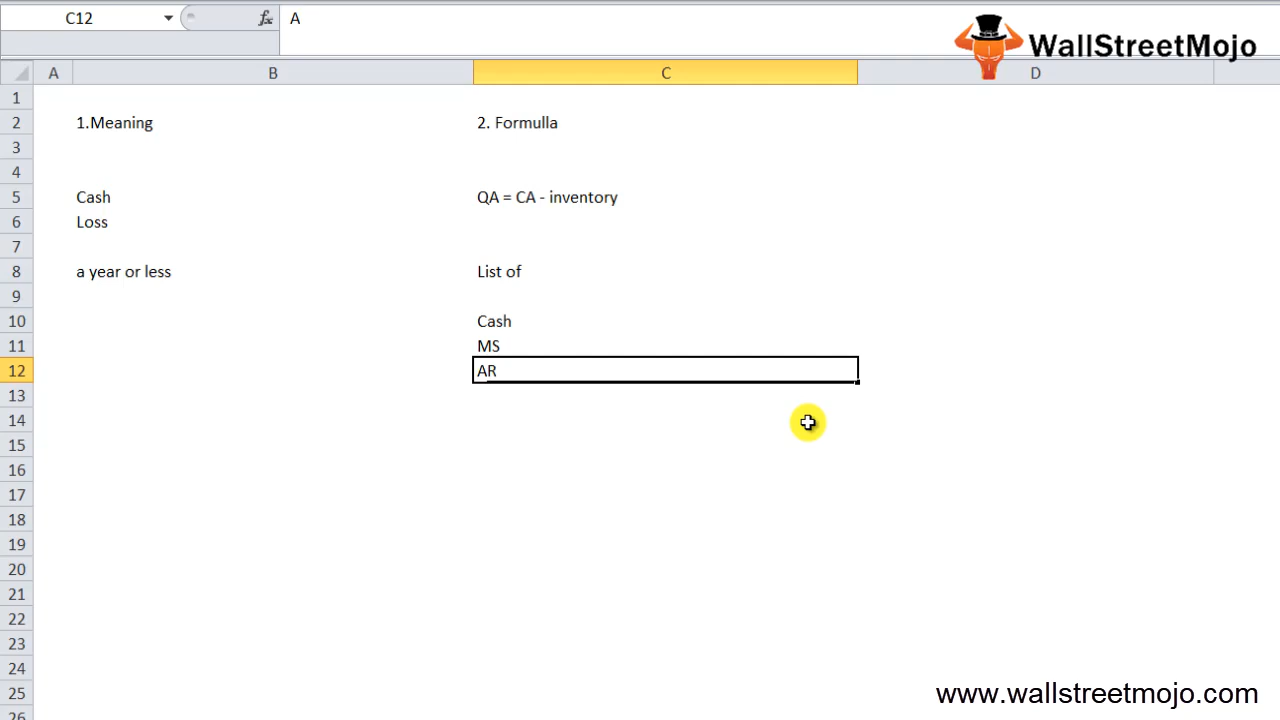 C12
fx
A
WallStreetMojo
A
B
C
D
1
2
1.Meaning
2. Formulla
3
4
5
Cash
QA = CA - inventory
6
Loss
7
8
a year or less
List of
9
10
Cash
11
MS
12
AR
13
14
15
16
17
18
19
20
21
22
23
24
25
26
www.wallstreetmojo.com